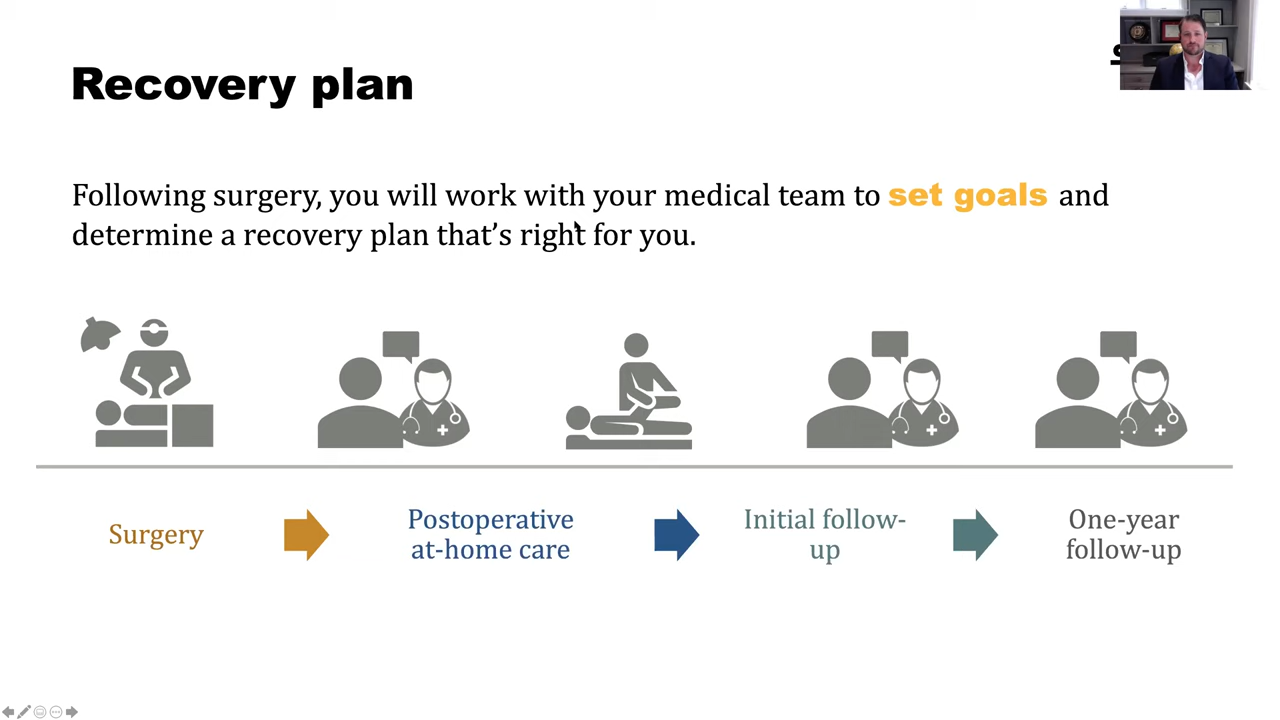 Recovery plan
Following surgery, you will work with your medical team to set goals and
determine a recovery plan that’s right for you.
Surgery
Postoperative
at-home care
Initial follow-
up
One-year
follow-up